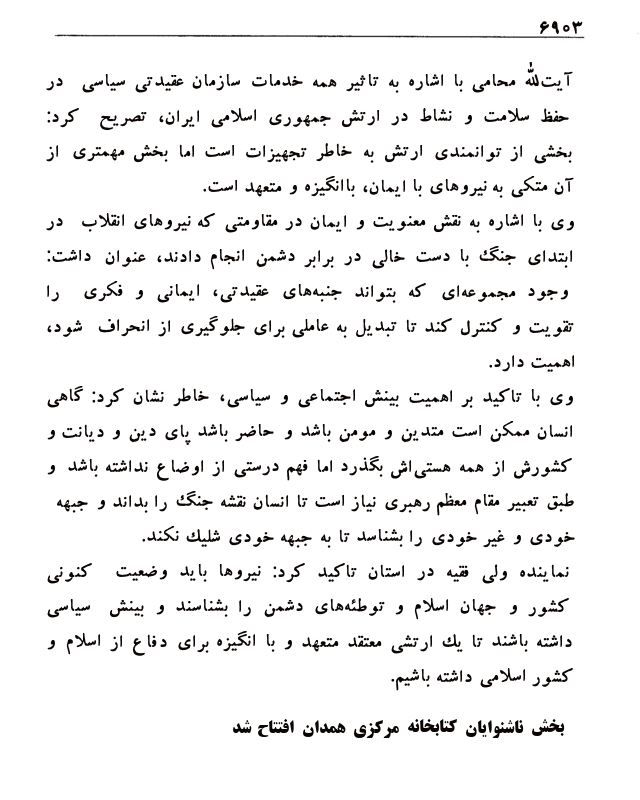 ۶۹۰۳
آیت‌الله محامی با اشاره به تاثیر همه خدمات سازمان عقیدتی سیاسی در
حفظ سلامت و نشاط در ارتش جمهوری اسلامی ایران، تصریح کرد:
بخشی از توانمندی ارتش به خاطر تجهیزات است اما بخش مهمتری از
آن متکی به نیروهای با ایمان، باانگیزه و متعهد است.
وی با اشاره به نقش معنویت و ایمان در مقاومتی که نیروهای انقلاب در
ابتدای جنگ با دست خالی در برابر دشمن انجام دادند، عنوان داشت:
وجود مجموعه‌ای که بتواند جنبه‌های عقیدتی، ایمانی و فکری را
تقویت و کنترل کند تا تبدیل به عاملی برای جلوگیری از انحراف شود،
اهمیت دارد.
وی با تاکید بر اهمیت بینش اجتماعی و سیاسی، خاطر نشان کرد: گاهی
انسان ممکن است متدین و مومن باشد و حاضر باشد پای دین و دیانت و
کشورش از همه هستی‌اش بگذرد اما فهم درستی از اوضاع نداشته باشد و
طبق تعبیر مقام معظم رهبری نیاز است تا انسان نقشه جنگ را بداند و جبهه
خودی و غیر خودی را بشناسد تا به جبهه خودی شلیك نکند.
نماینده ولی فقیه در استان تاکید کرد: نیروها باید وضعیت کنونی
کشور و جهان اسلام و توطئه‌های دشمن را بشناسند و بینش سیاسی
داشته باشند تا یك ارتشی معتقد متعهد و با انگیزه برای دفاع از اسلام و
کشور اسلامی داشته باشیم.
بخش ناشنوایان کتابخانه مرکزی همدان افتتاح شد